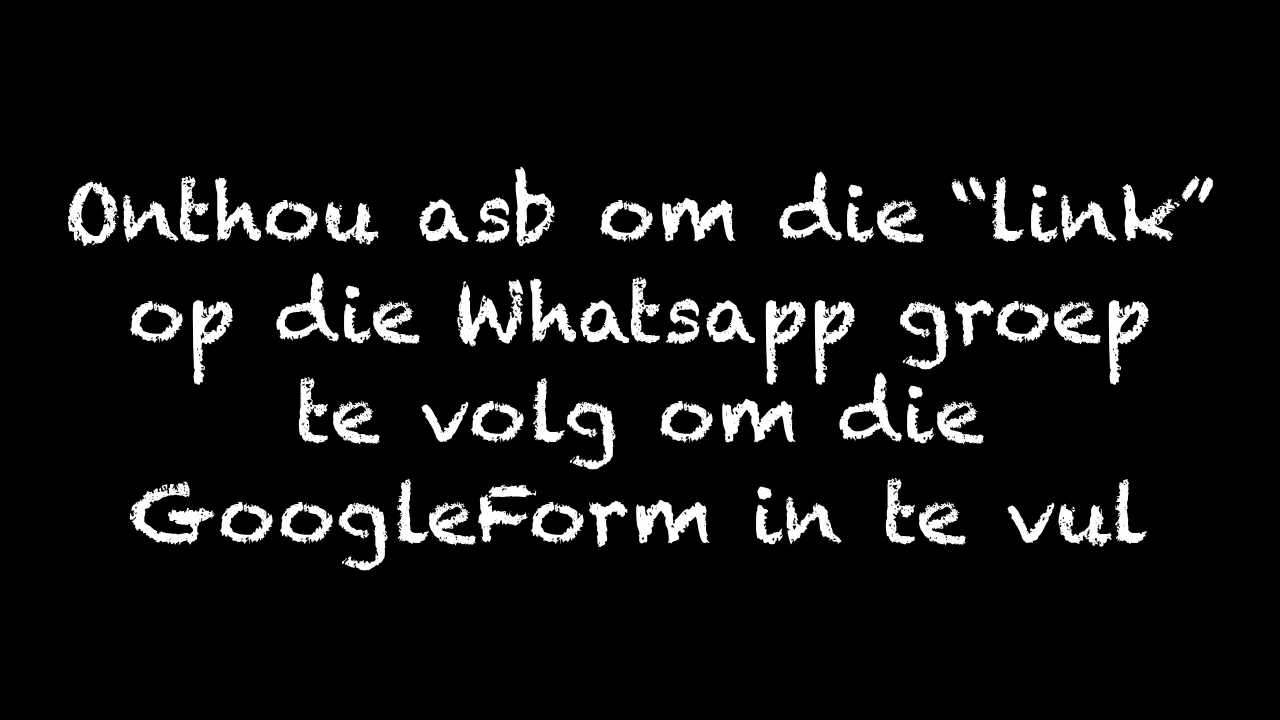 Onthou asb om die “link”
op die Whatsapp groep
te volg om die
GoogleForm in te vul